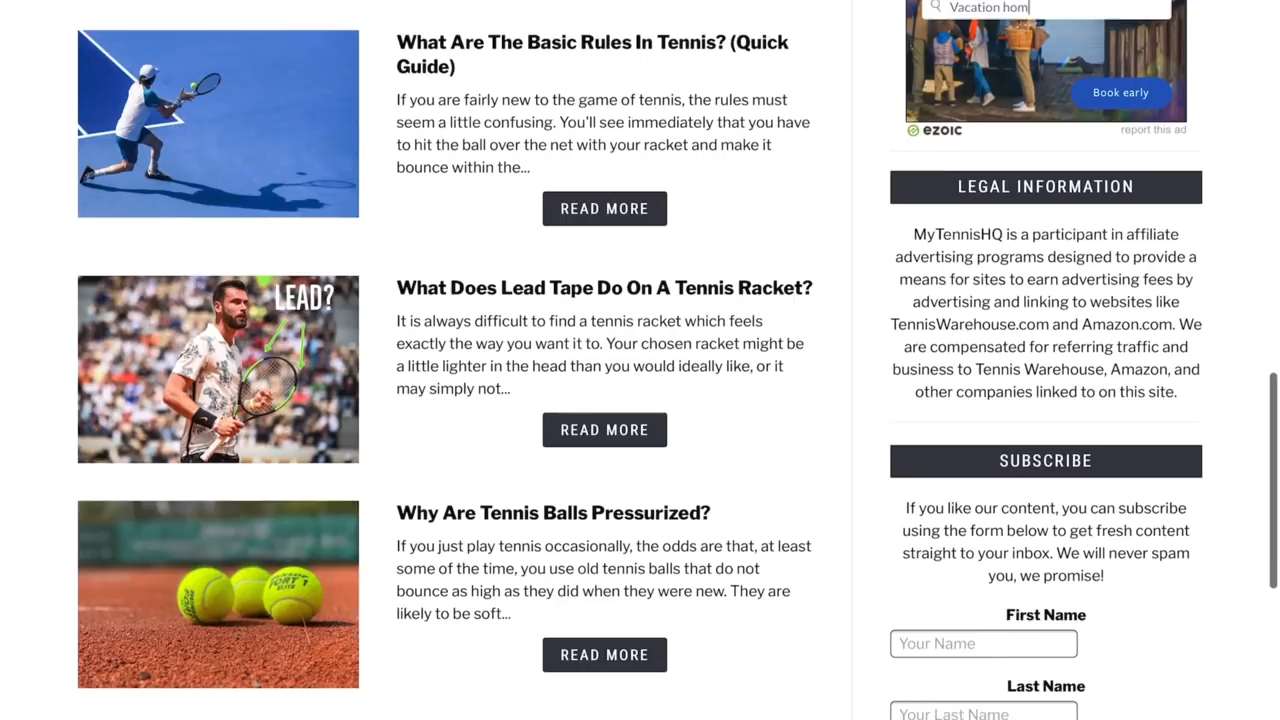 What Are The Basic Rules In Tennis? (Quick
Guide)
If you are fairly new to the game of tennis, the rules must
seem a little confusing. You'll see immediately that you have
to hit the ball over the net with your racket and make it
bounce within the...
READ MORE
LEAD?
What Does Lead Tape Do On A Tennis Racket?
It is always difficult to find a tennis racket which feels
exactly the way you want it to. Your chosen racket might be
a little lighter in the head than you would ideally like, or it
may simply not...
READ MORE
FORT 1
ELITE
Why Are Tennis Balls Pressurized?
If you just play tennis occasionally, the odds are that, at least
some of the time, you use old tennis balls that do not
bounce as high as they did when they were new. They are
likely to be soft...
READ MORE
Vacation hom
Book early
ezoic
report this ad
LEGAL INFORMATION
MyTennisHQ is a participant in affiliate
advertising programs designed to provide a
means for sites to earn advertising fees by
advertising and linking to websites like
TennisWarehouse.com and Amazon.com. We
are compensated for referring traffic and
business to Tennis Warehouse, Amazon, and
other companies linked to on this site.
SUBSCRIBE
If you like our content, you can subscribe
using the form below to get fresh content
straight to your inbox. We will never spam
you, we promise!
First Name
Your Name
Last Name
Your Last Name